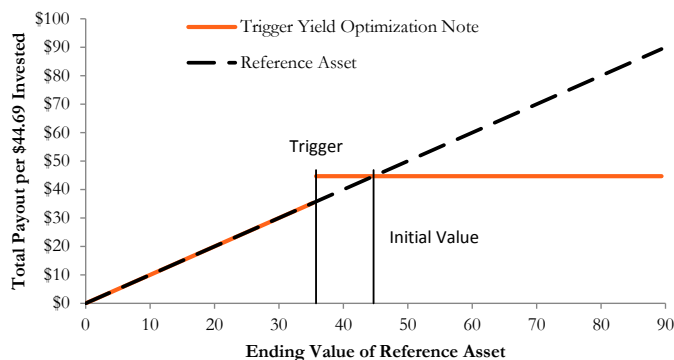 Trigger Yield Optimization Note
Reference Asset
Total Payout per $44.69 Invested
$100
$90
$80
$70
$60
$50
$40
$30
$20
$10
$0
Trigger
Initial Value
0 10 20 30 40 50 60 70 80 90
Ending Value of Reference Asset